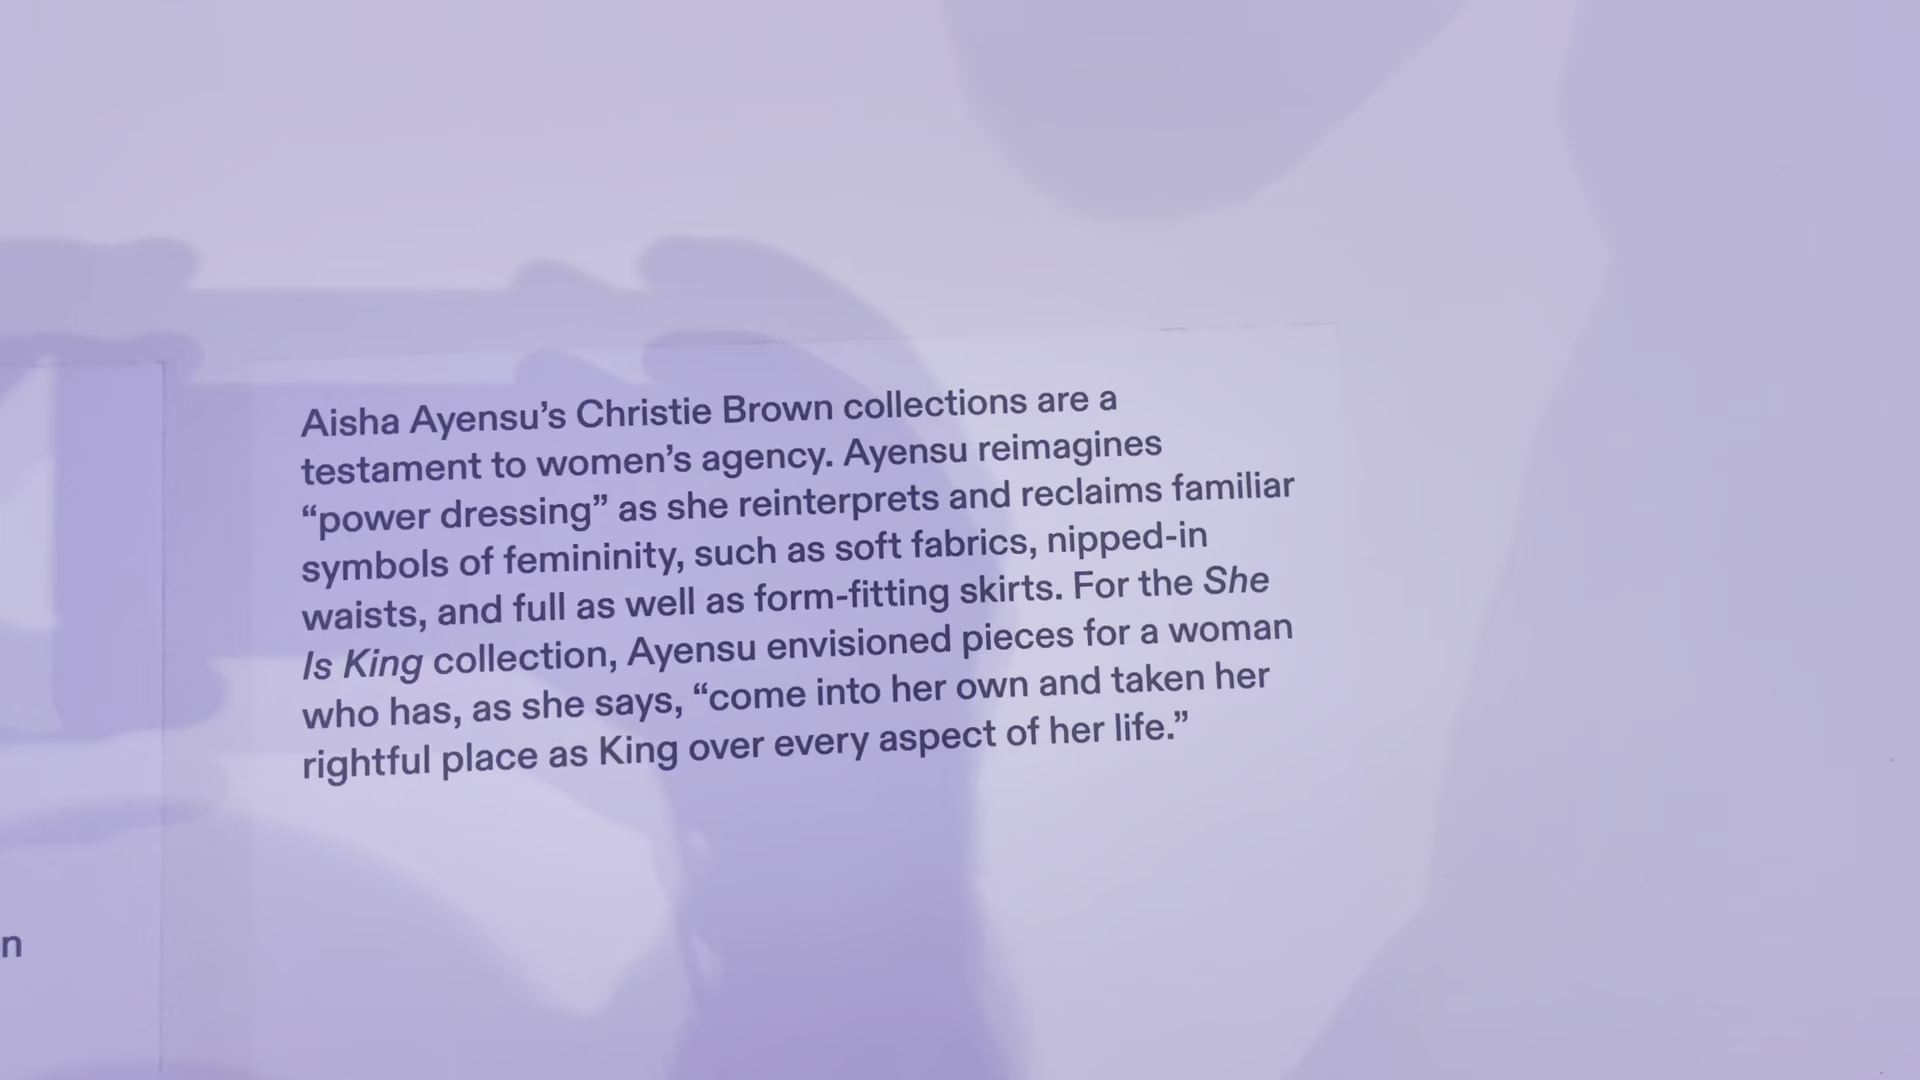 Aisha Ayensu’s Christie Brown collections are a
testament to women’s agency. Ayensu reimagines
“power dressing” as she reinterprets and reclaims familiar
symbols of femininity, such as soft fabrics, nipped-in
waists, and full as well as form-fitting skirts. For the She
Is King collection, Ayensu envisioned pieces for a woman
who has, as she says, “come into her own and taken her
rightful place as King over every aspect of her life.”
n